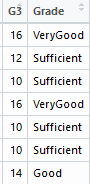 G3 Grade
16 VeryGood
12 Sufficient
10 Sufficient
16 VeryGood
10 Sufficient
10 Sufficient
14 Good